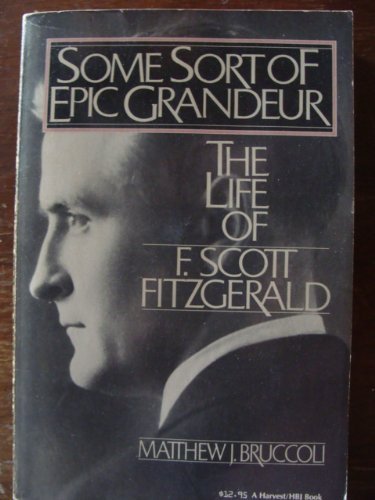 SOME SORT OF
EPIC GRANDEUR
THE
LIFE
OF
F. SCOTT
FITZGERALD
MATTHEW J. BRUCCOLI
$12.95 A Harvest/HBJ Book